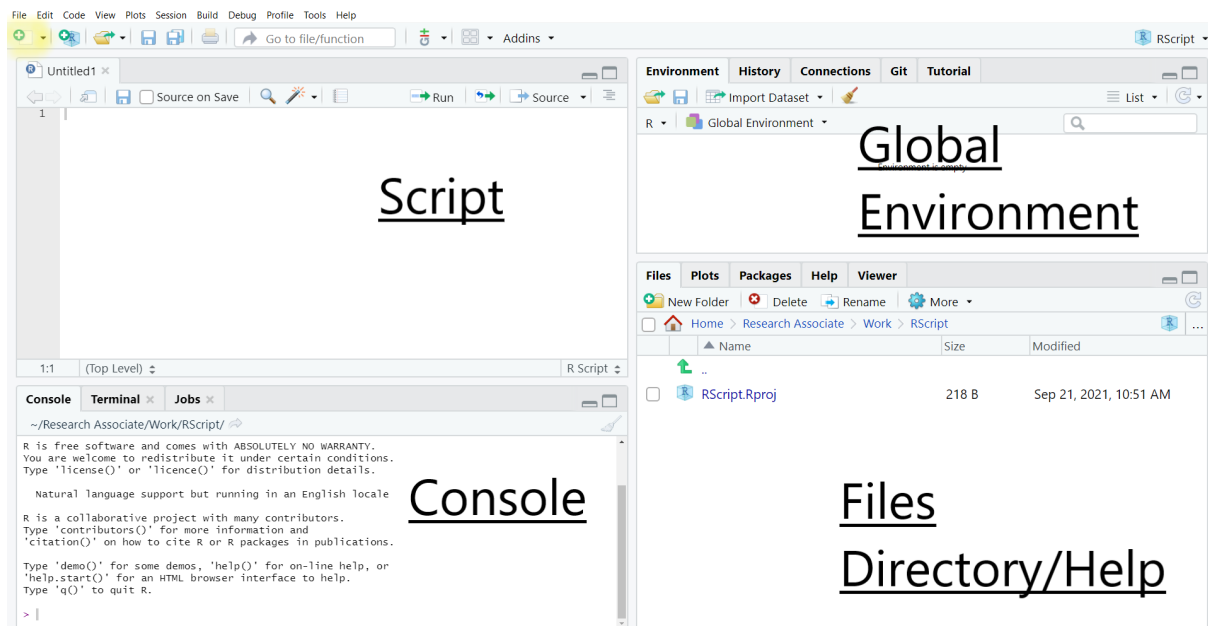 File Edit Code View Plots Session Build Debug Profile Tools Help
Go to file/function Addins RScript
Untitled1
Source on Save Run Source
1
Script
1:1 (Top Level) R Script
Console Terminal Jobs
~/Research Associate/Work/RScript/
R is free software and comes with ABSOLUTELY NO WARRANTY.
You are welcome to redistribute it under certain conditions.
Type 'license()' or 'licence()' for distribution details.
Natural language support but running in an English locale
R is a collaborative project with many contributors.
Type 'contributors()' for more information and
'citation()' on how to cite R or R packages in publications.
Type 'demo()' for some demos, 'help()' for on-line help, or
'help.start()' for an HTML browser interface to help.
Type 'q()' to quit R.
>
Console
Environment History Connections Git Tutorial
Import Dataset List
R Global Environment
Environment is empty
Global
Environment
Files Plots Packages Help Viewer
New Folder Delete Rename More
Home > Research Associate > Work > RScript ...
Name Size Modified
..
RScript.Rproj 218 B Sep 21, 2021, 10:51 AM
Files
Directory/Help